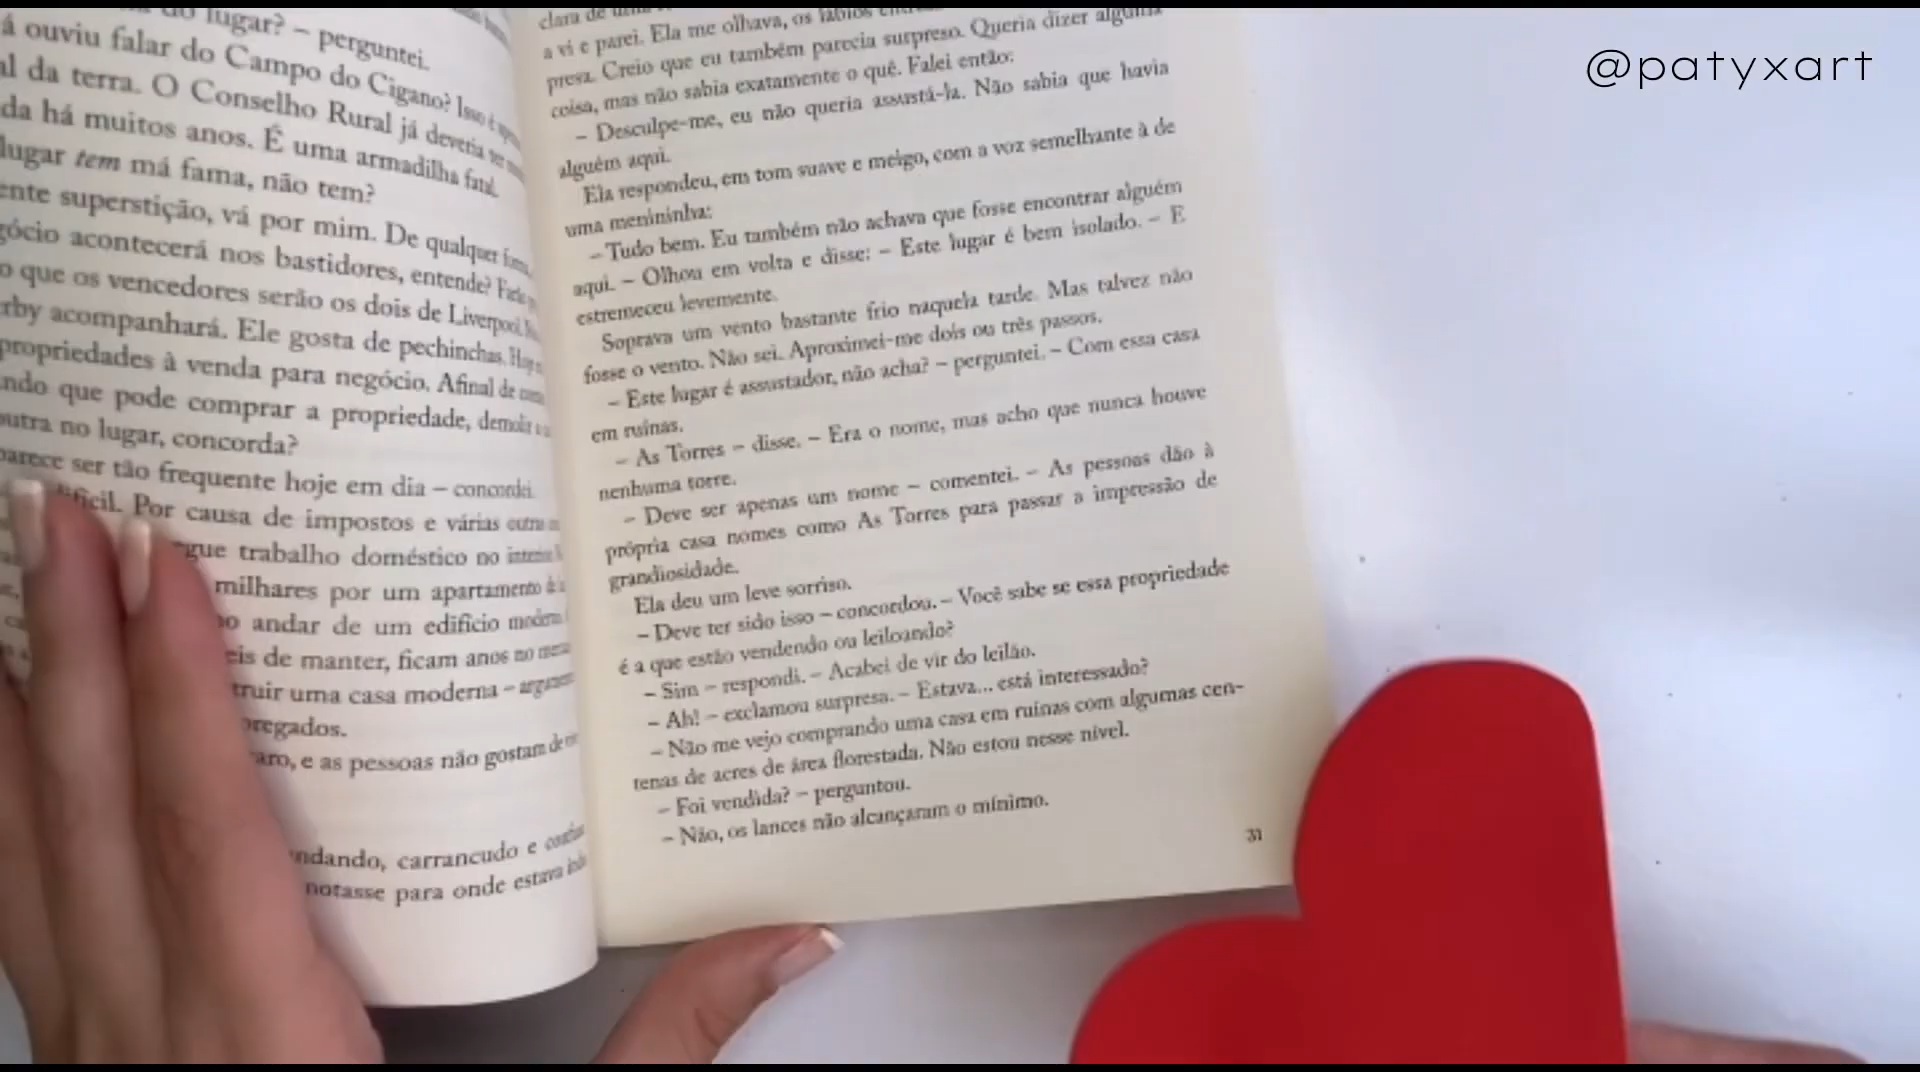 lugar? – perguntei.
á ouviu falar do Campo do Cigano? Isso é
al da terra. O Conselho Rural já deveria ter
da há muitos anos. É uma armadilha fatal.
lugar tem má fama, não tem?
ente superstição, vá por mim. De qualquer forma,
gócio acontecerá nos bastidores, entende?
o que os vencedores serão os dois de Liverpool.
rby acompanhará. Ele gosta de pechinchas.
propriedades à venda para negócio. Afinal de
ndo que pode comprar a propriedade,
outra no lugar, concorda?
parece ser tão frequente hoje em dia – concordei.
ifícil. Por causa de impostos e várias outras
gue trabalho doméstico no
milhares por um apartamento
o andar de um edifício
eis de manter, ficam anos no
truir uma casa moderna –
pregados.
aro, e as pessoas não gostam de
ndando, carrancudo e
notasse para onde estava indo
clara de
a vi e parei. Ela me olhava, os lábios
presa. Creio que eu também parecia surpreso. Queria dizer alguma
coisa, mas não sabia exatamente o quê. Falei então:
– Desculpe-me, eu não queria assustá-la. Não sabia que havia
alguém aqui.
Ela respondeu, em tom suave e meigo, com a voz semelhante à de
uma menininha:
– Tudo bem. Eu também não achava que fosse encontrar alguém
aqui. – Olhou em volta e disse: – Este lugar é bem isolado. – E
estremeceu levemente.
Soprava um vento bastante frio naquela tarde. Mas talvez não
fosse o vento. Não sei. Aproximei-me dois ou três passos.
– Este lugar é assustador, não acha? – perguntei. – Com essa casa
em ruínas.
– As Torres – disse. – Era o nome, mas acho que nunca houve
nenhuma torre.
– Deve ser apenas um nome – comentei. – As pessoas dão à
própria casa nomes como As Torres para passar a impressão de
grandiosidade.
Ela deu um leve sorriso.
– Deve ter sido isso – concordou. – Você sabe se essa propriedade
é a que estão vendendo ou leiloando?
– Sim – respondi. – Acabei de vir do leilão.
– Ah! – exclamou surpresa. – Estava... está interessado?
– Não me vejo comprando uma casa em ruínas com algumas cen-
tenas de acres de área florestada. Não estou nesse nível.
– Foi vendida? – perguntou.
– Não, os lances não alcançaram o mínimo.
31
@patyxart